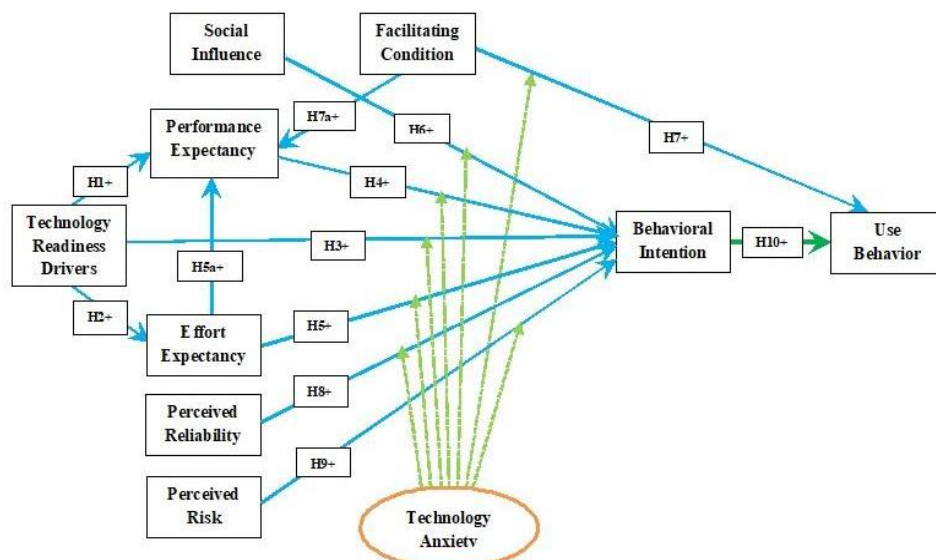 Social
Influence
Facilitating
Condition
H7a+
Performance
Expectancy
H6+
H7+
H1+
H4+
Technology
Readiness
Drivers
H3+
Behavioral
Intention
H10+
Use
Behavior
H5a+
H2+
Effort
Expectancy
H5+
H8+
Perceived
Reliability
H9+
Perceived
Risk
Technology
Anxiety